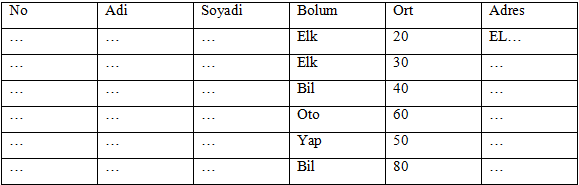 No Adi Soyadi Bolum Ort Adres
… … … Elk 20 EL…
… … … Elk 30 …
… … … Bil 40 …
… … … Oto 60 …
… … … Yap 50 …
… … … Bil 80 …